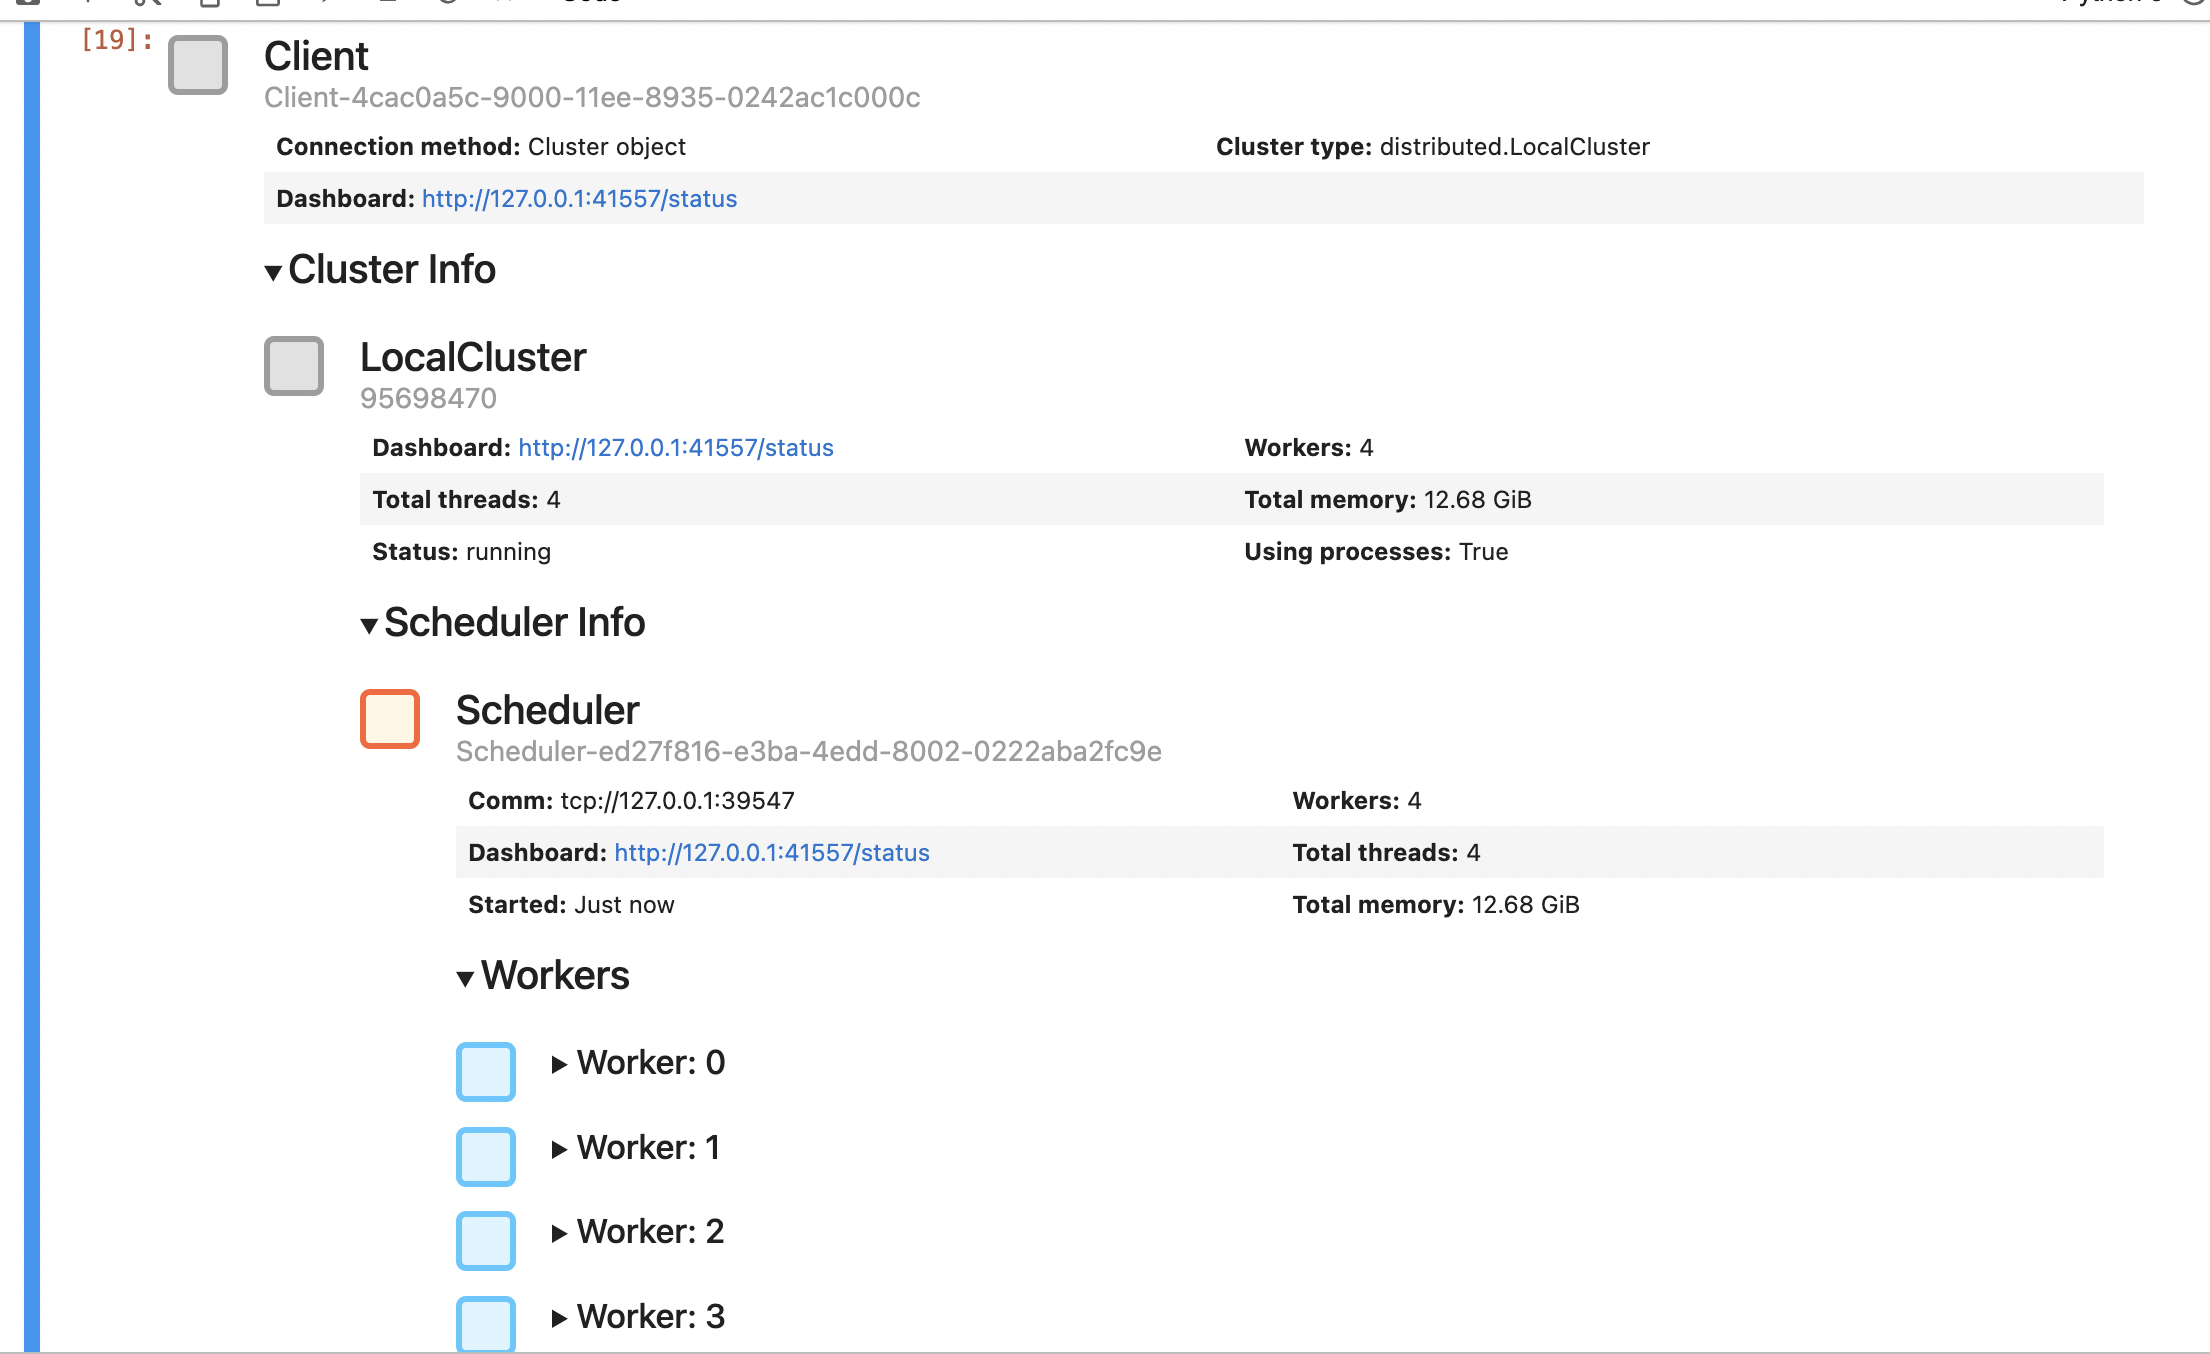 [19]:
Client
Client-4cac0a5c-9000-11ee-8935-0242ac1c000c
Connection method: Cluster object
Cluster type: distributed.LocalCluster
Dashboard: http://127.0.0.1:41557/status
Cluster Info
LocalCluster
95698470
Dashboard: http://127.0.0.1:41557/status
Workers: 4
Total threads: 4
Total memory: 12.68 GiB
Status: running
Using processes: True
Scheduler Info
Scheduler
Scheduler-ed27f816-e3ba-4edd-8002-0222aba2fc9e
Comm: tcp://127.0.0.1:39547
Workers: 4
Dashboard: http://127.0.0.1:41557/status
Total threads: 4
Started: Just now
Total memory: 12.68 GiB
Workers
Worker: 0
Worker: 1
Worker: 2
Worker: 3